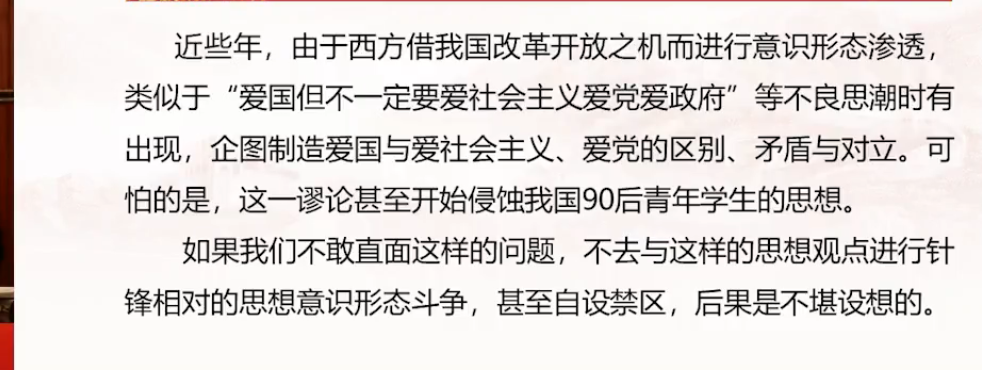 近些年，由于西方借我国改革开放之机而进行意识形态渗透，
类似于“爱国但不一定要爱社会主义爱党爱政府”等不良思潮时有
出现，企图制造爱国与爱社会主义、爱党的区别、矛盾与对立。可
怕的是，这一谬论甚至开始侵蚀我国90后青年学生的思想。
如果我们不敢直面这样的问题，不去与这样的思想观点进行针
锋相对的思想意识形态斗争，甚至自设禁区，后果是不堪设想的。